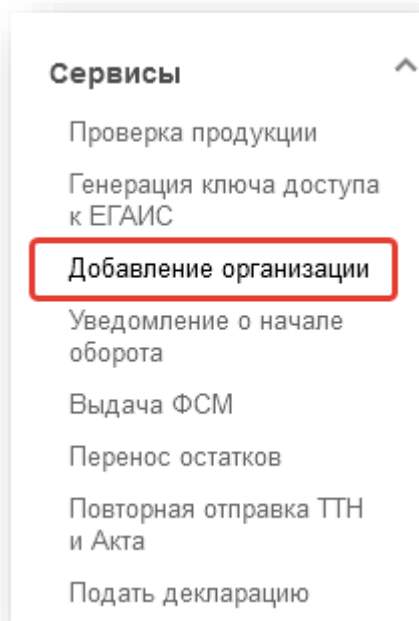 Сервисы
Проверка продукции
Генерация ключа доступа
к ЕГАИС
Добавление организации
Уведомление о начале
оборота
Выдача ФСМ
Перенос остатков
Повторная отправка ТТН
и Акта
Подать декларацию